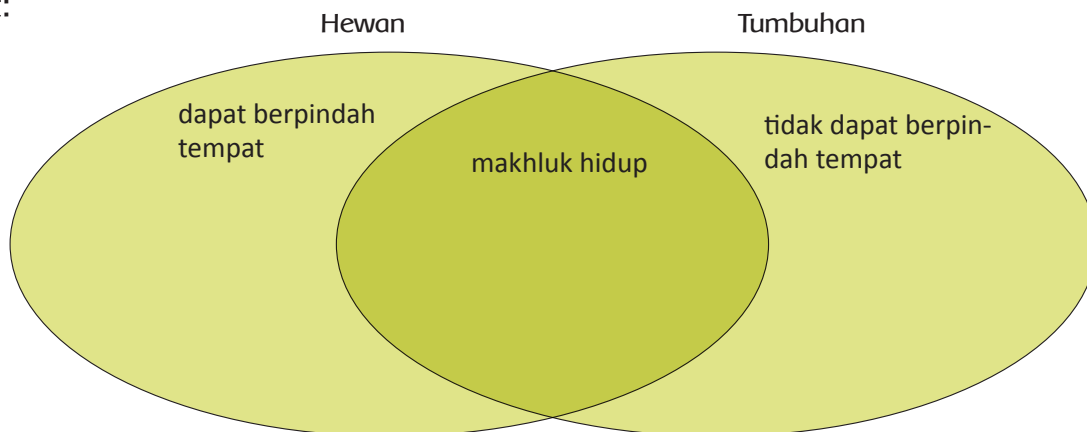 Hewan
Tumbuhan
dapat berpindah
tempat
makhluk hidup
tidak dapat berpin-
dah tempat